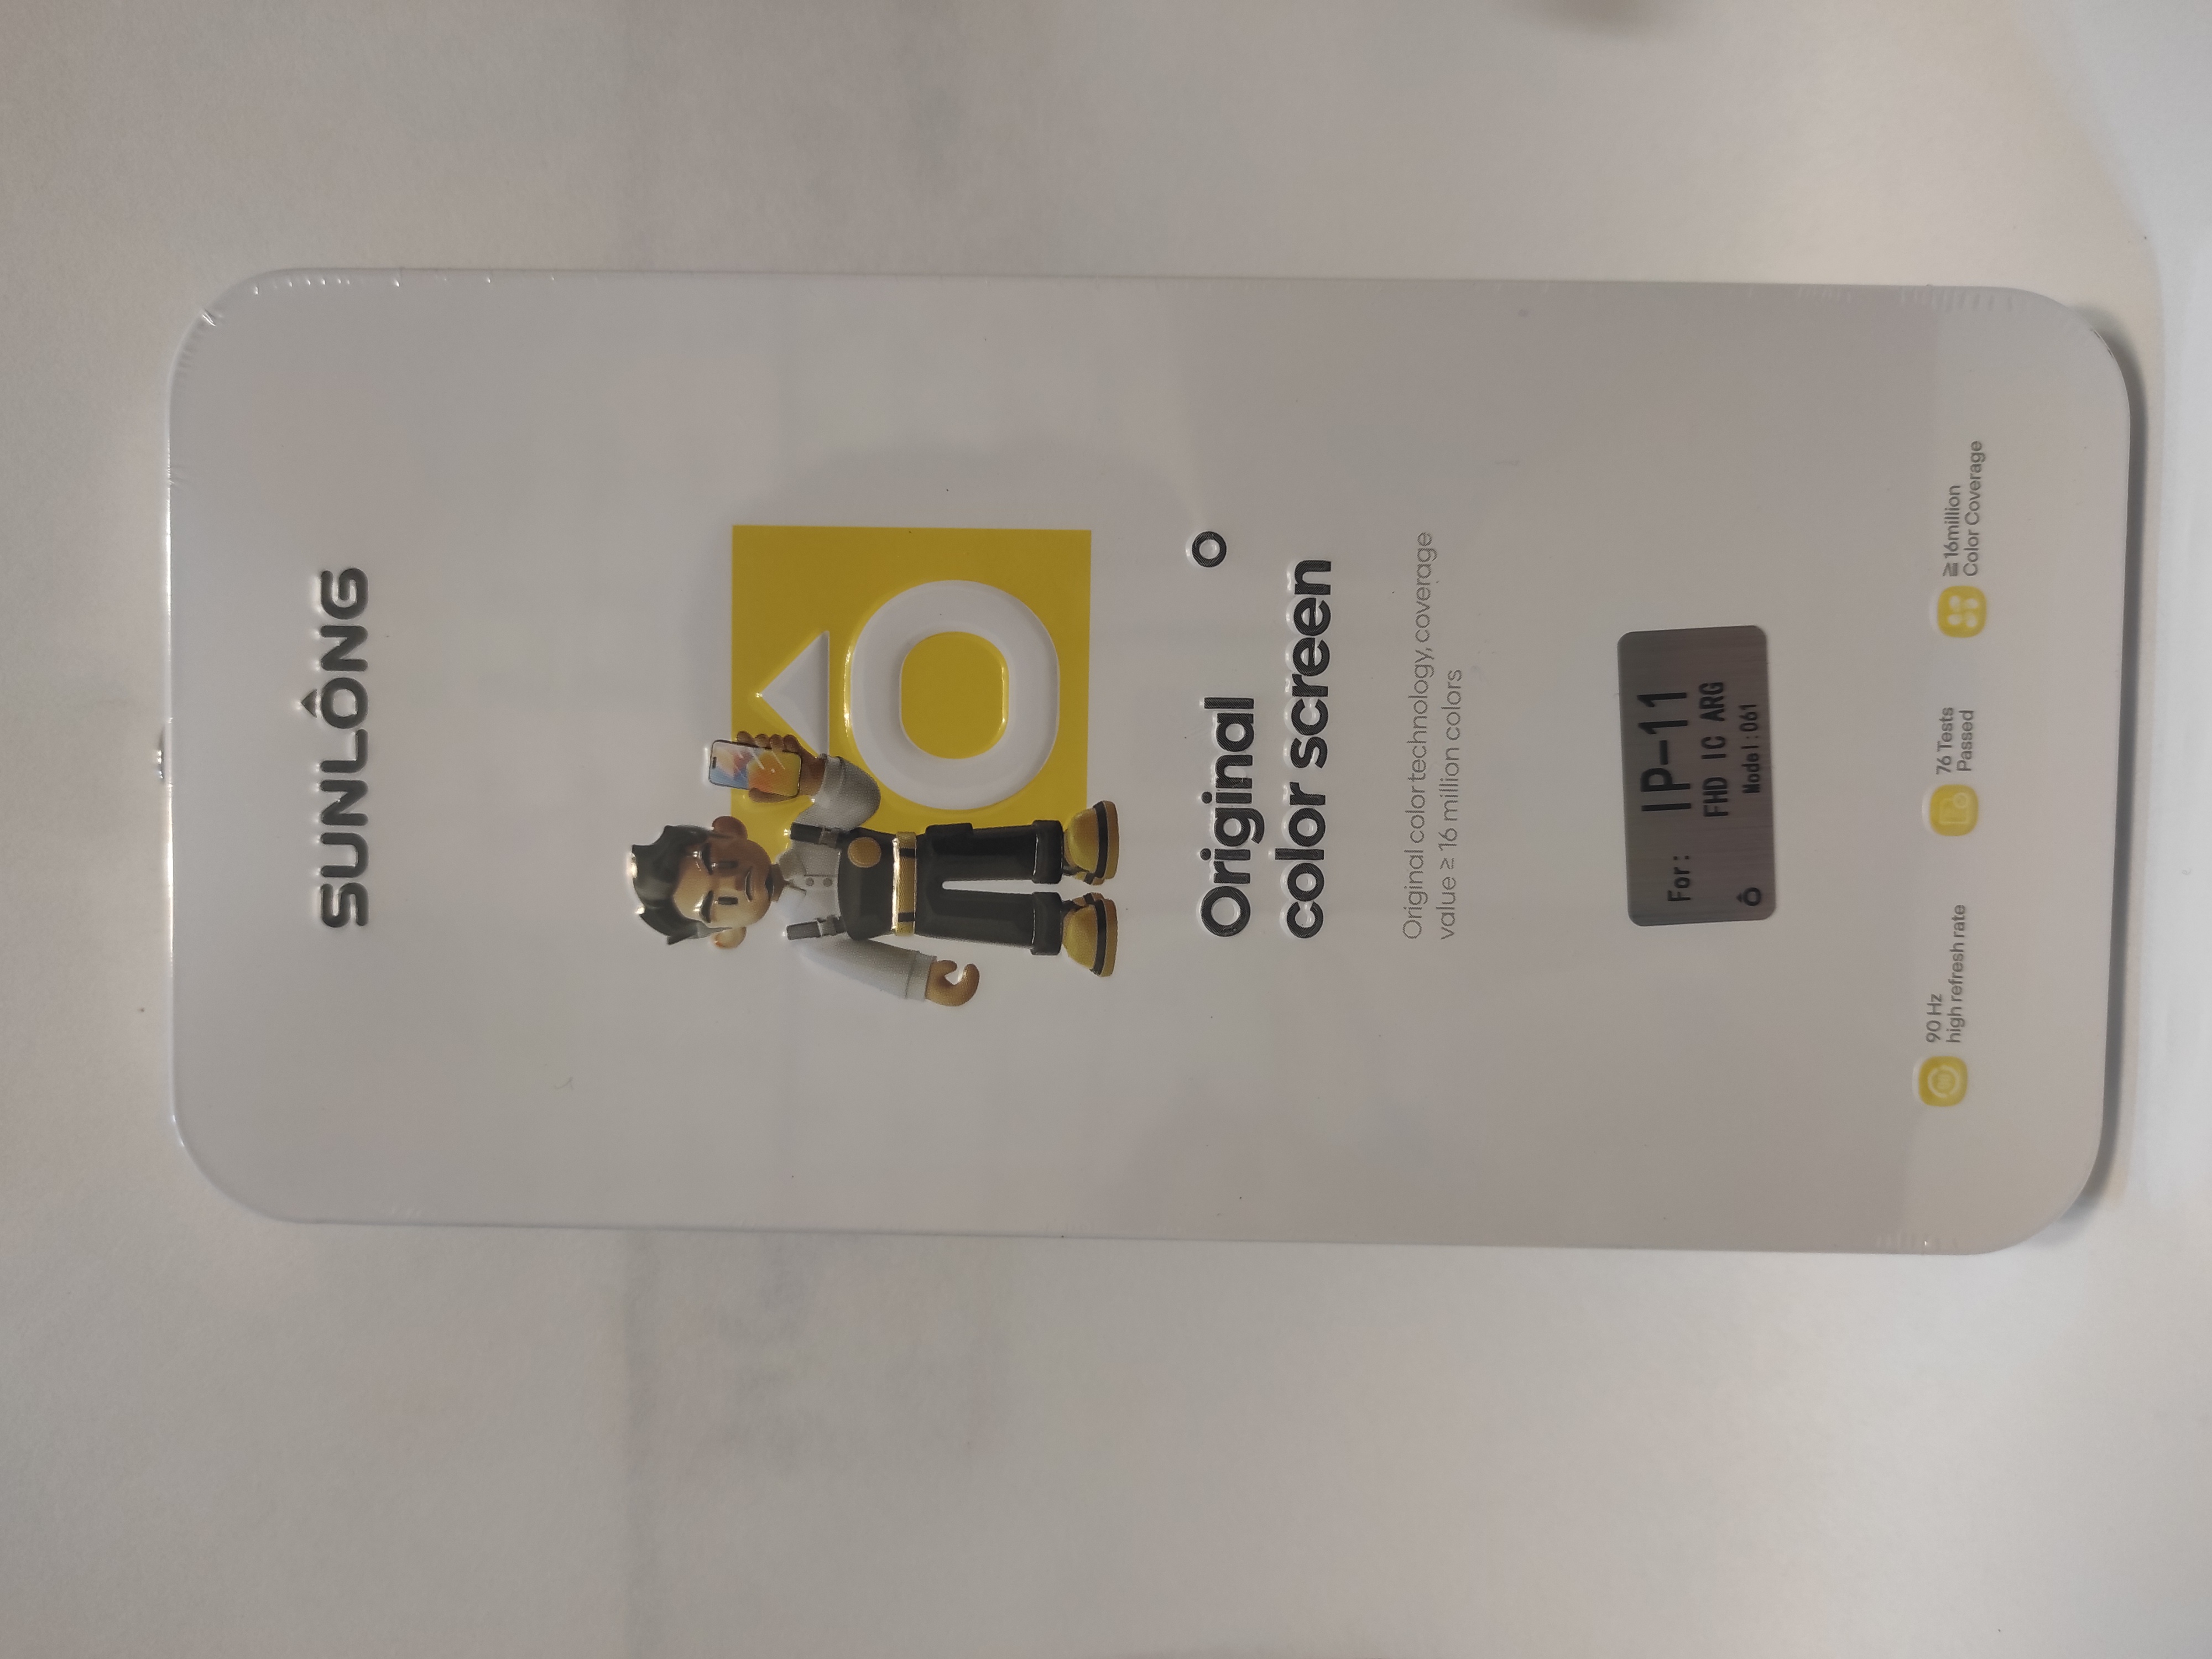 SUNLÔNG
Original
color screen
Original color technology, coverage
value ≥ 16 million colors
For: IP-11
FHD IC ARG
Model:061
90 Hz
high refresh rate
76 Tests
Passed
≧ 16million
Color Coverage